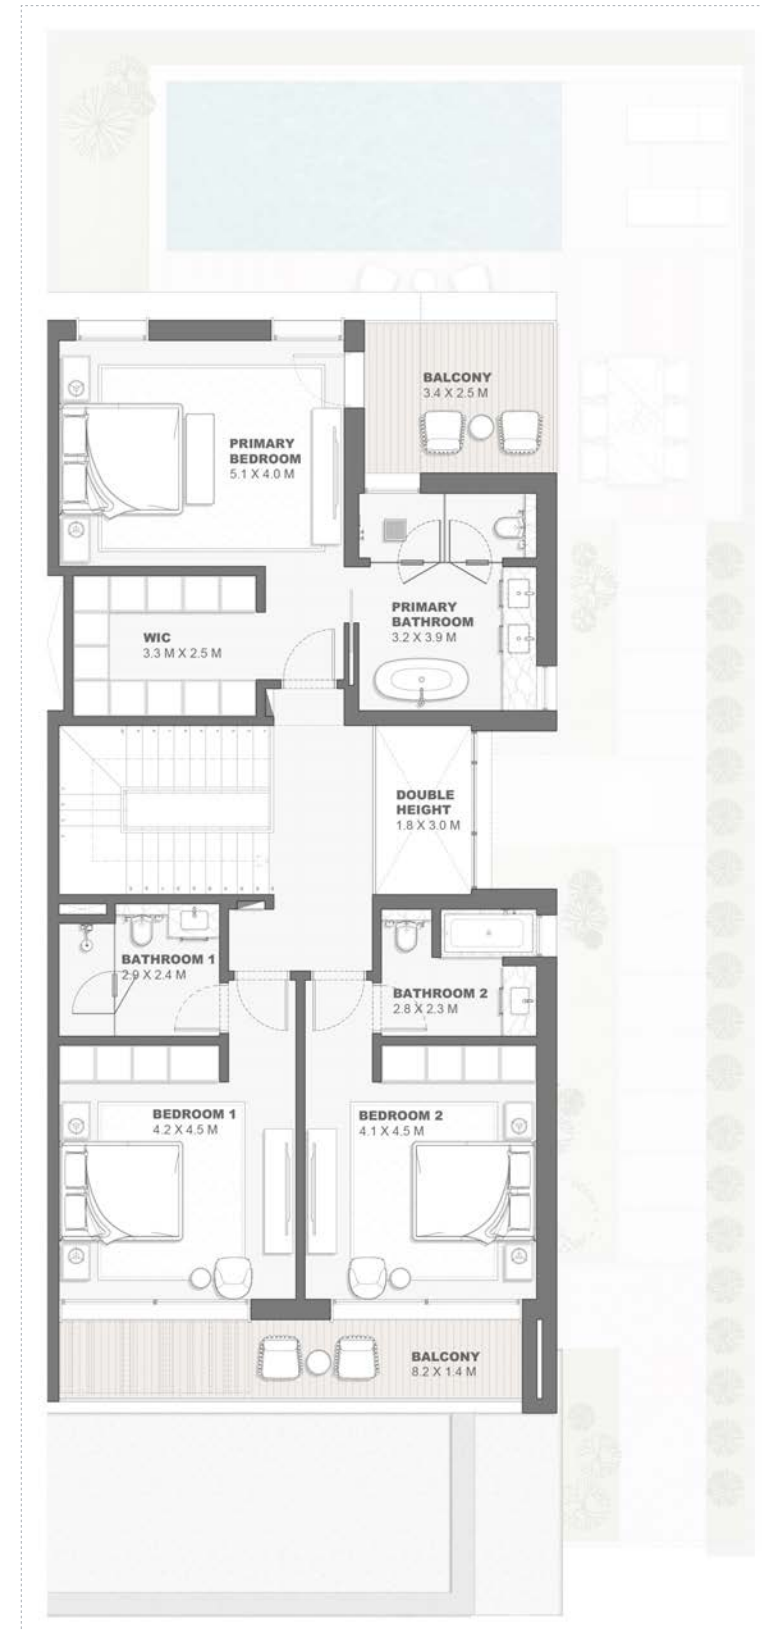 BALCONY
3.4 X 2.5 M
PRIMARY
BEDROOM
5.1 X 4.0 M
PRIMARY
BATHROOM
3.2 X 3.9 M
WIC
3.3 M X 2.5 M
DOUBLE
HEIGHT
1.8 X 3.0 M
BATHROOM 1
2.9 X 2.4 M
BATHROOM 2
2.8 X 2.3 M
BEDROOM 1
4.2 X 4.5 M
BEDROOM 2
4.1 X 4.5 M
BALCONY
8.2 X 1.4 M